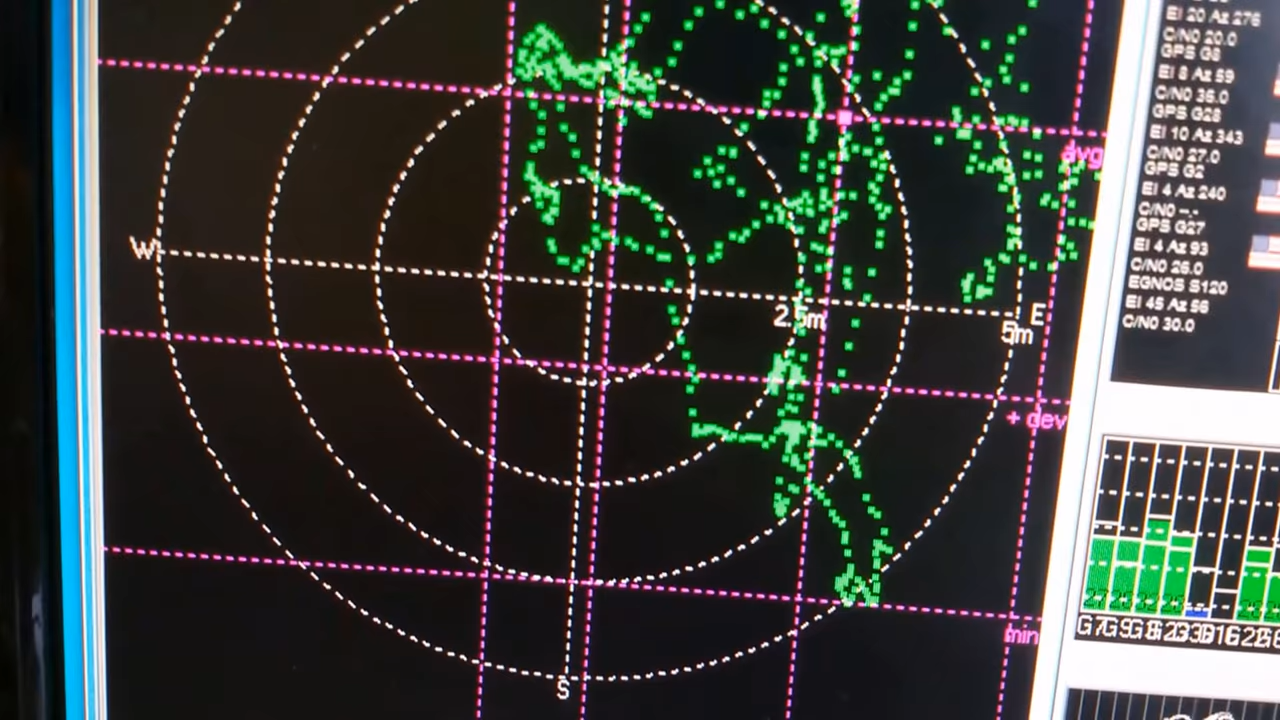 El 20 Az 276
C/N0 20.0
GPS G8
El 8 Az 59
C/N0 36.0
GPS G28
El 10 Az 343
C/N0 27.0
GPS G2
El 4 Az 240
C/N0 -.-
GPS G27
El 4 Az 93
C/N0 26.0
EGNOS S120
El 45 Az 56
C/N0 30.0
avg
W
2.5m
E
5m
+ dev
min
S